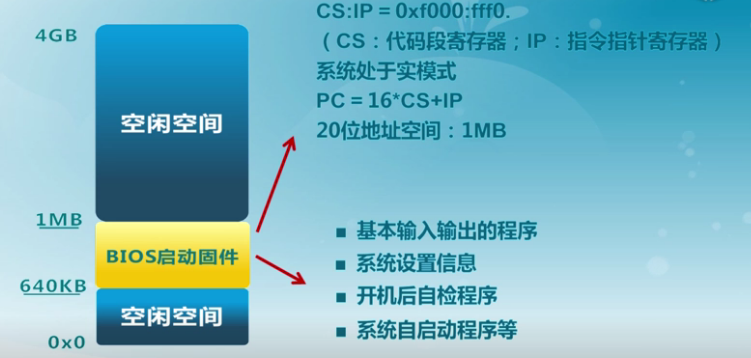 CS:IP = 0xf000:fff0.
（CS：代码段寄存器；IP：指令指针寄存器）
系统处于实模式
PC = 16*CS+IP
20位地址空间：1MB
4GB
空闲空间
1MB
BIOS启动固件
640KB
空闲空间
0x0
■ 基本输入输出的程序
■ 系统设置信息
■ 开机后自检程序
■ 系统自启动程序等